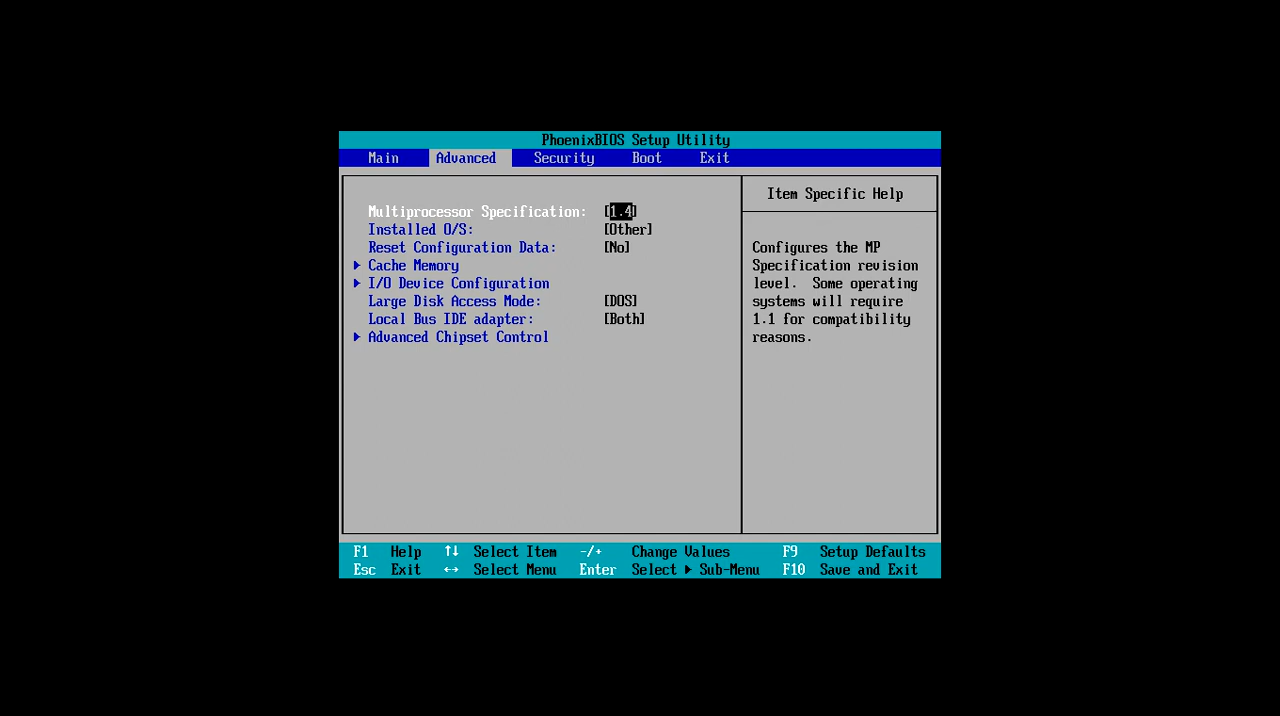 PhoenixBIOS Setup Utility
Main Advanced Security Boot Exit
Multiprocessor Specification: [1.4]
Installed O/S: [Other]
Reset Configuration Data: [No]
Cache Memory
I/O Device Configuration
Large Disk Access Mode: [DOS]
Local Bus IDE adapter: [Both]
Advanced Chipset Control
Item Specific Help
Configures the MP
Specification revision
level. Some operating
systems will require
1.1 for compatibility
reasons.
F1 Help ↑↓ Select Item -/+ Change Values F9 Setup Defaults
Esc Exit ↔ Select Menu Enter Select ▶ Sub-Menu F10 Save and Exit